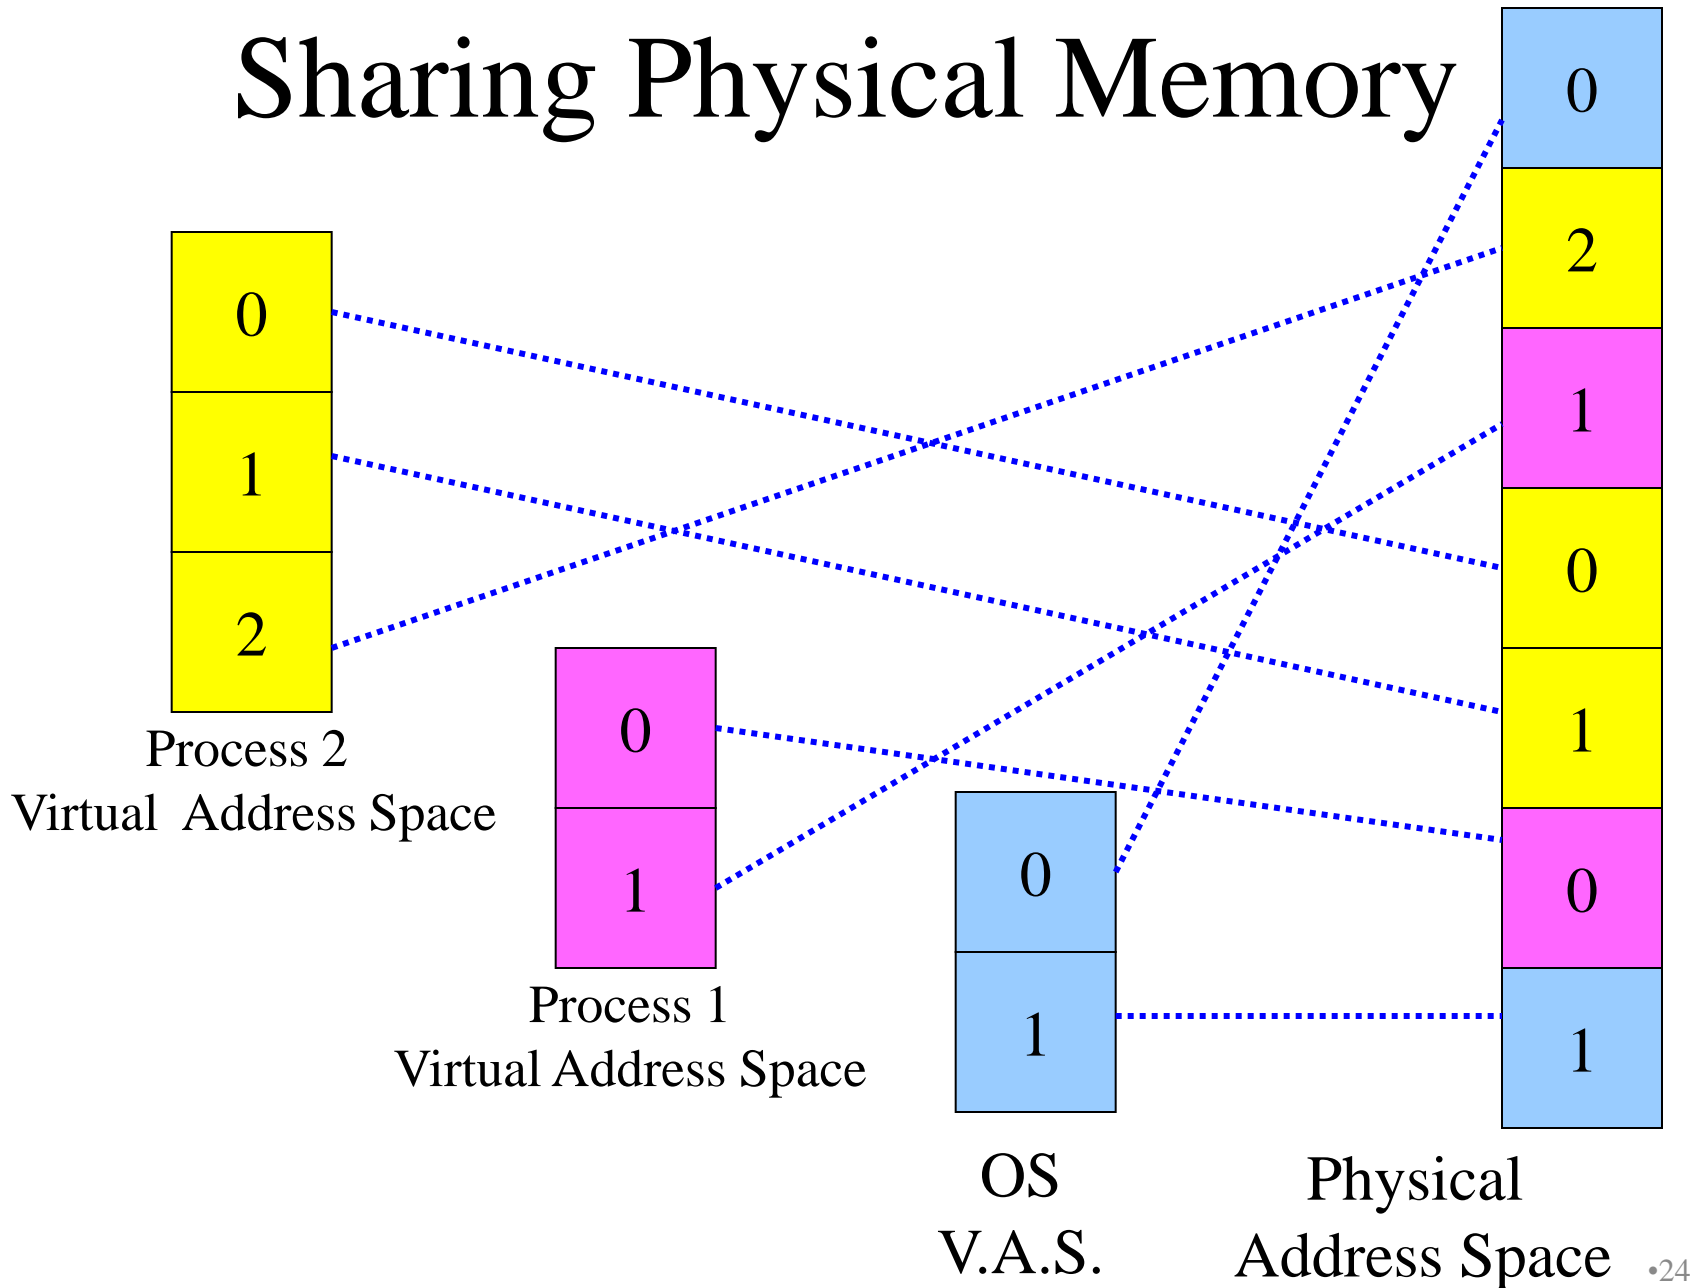 Sharing Physical Memory
0
1
2
Process 2
Virtual  Address Space
0
1
Process 1
Virtual Address Space
0
1
OS
V.A.S.
0
2
1
0
1
0
1
Physical
Address Space
•24